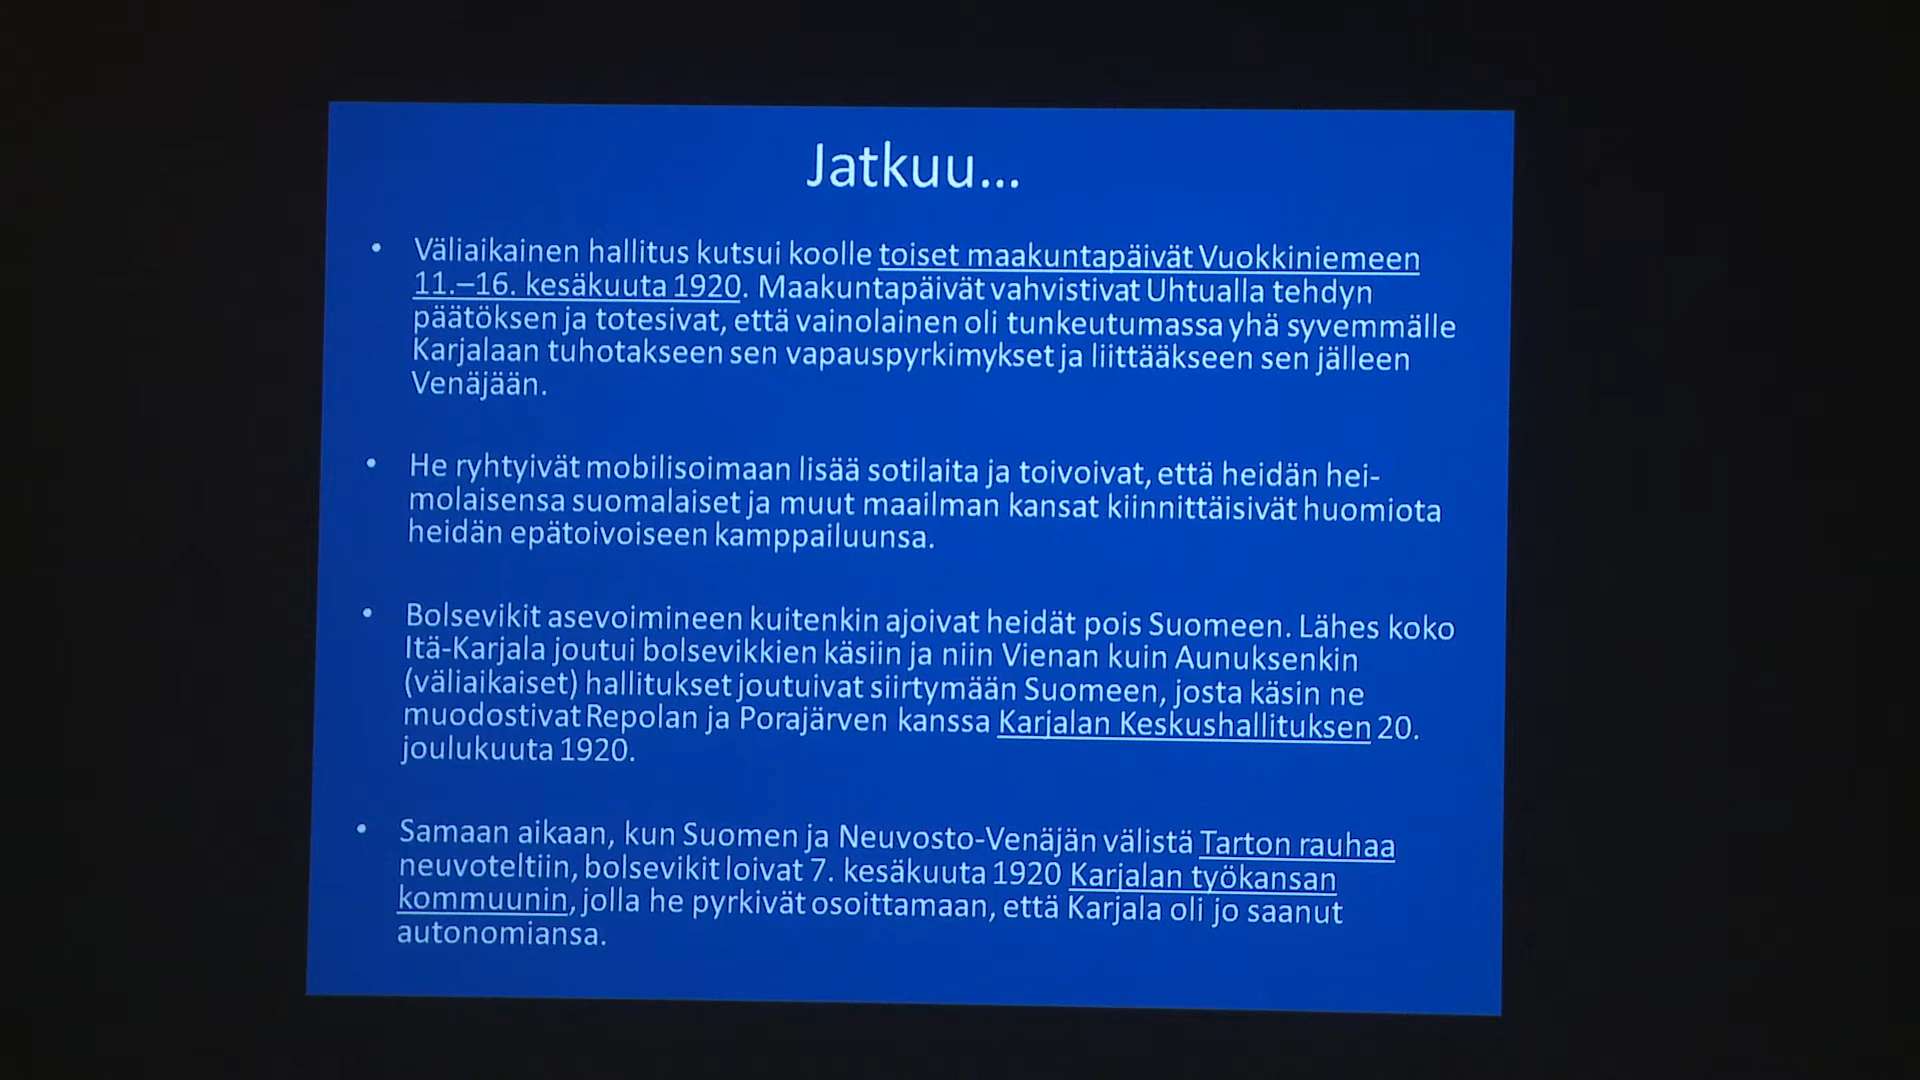 Jatkuu...
• Väliaikainen hallitus kutsui koolle toiset maakuntapäivät Vuokkiniemeen
11.–16. kesäkuuta 1920. Maakuntapäivät vahvistivat Uhtualla tehdyn
päätöksen ja totesivat, että vainolainen oli tunkeutumassa yhä syvemmälle
Karjalaan tuhotakseen sen vapauspyrkimykset ja liittääkseen sen jälleen
Venäjään.
• He ryhtyivät mobilisoimaan lisää sotilaita ja toivoivat, että heidän hei-
molaisensa suomalaiset ja muut maailman kansat kiinnittäisivät huomiota
heidän epätoivoiseen kamppailuunsa.
• Bolsevikit asevoimineen kuitenkin ajoivat heidät pois Suomeen. Lähes koko
Itä-Karjala joutui bolsevikkien käsiin ja niin Vienan kuin Aunuksenkin
(väliaikaiset) hallitukset joutuivat siirtymään Suomeen, josta käsin ne
muodostivat Repolan ja Porajärven kanssa Karjalan Keskushallituksen 20.
joulukuuta 1920.
• Samaan aikaan, kun Suomen ja Neuvosto-Venäjän välistä Tarton rauhaa
neuvoteltiin, bolsevikit loivat 7. kesäkuuta 1920 Karjalan työkansan
kommuunin, jolla he pyrkivät osoittamaan, että Karjala oli jo saanut
autonomiansa.